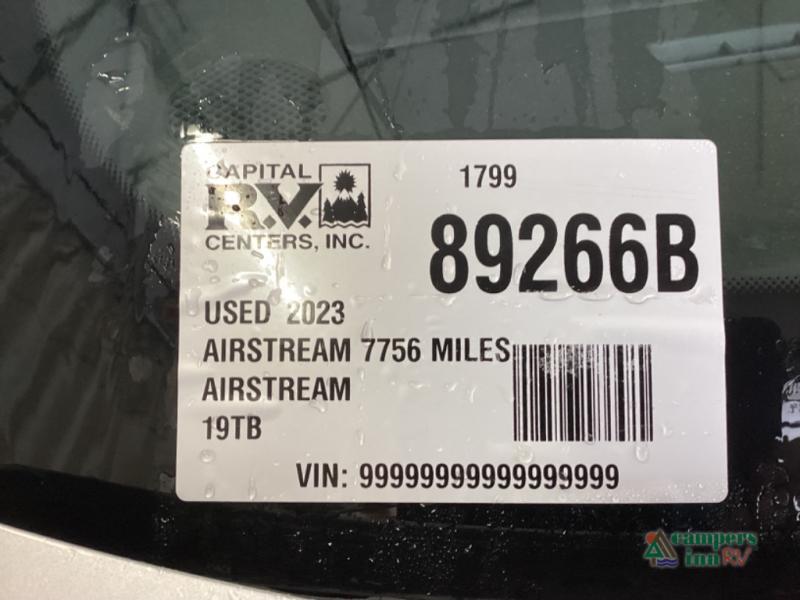 CAPITAL
R.V.
CENTERS, INC.
1799
89266B
USED 2023
AIRSTREAM 7756 MILES
AIRSTREAM
19TB
VIN: 99999999999999999
campers
inn RV